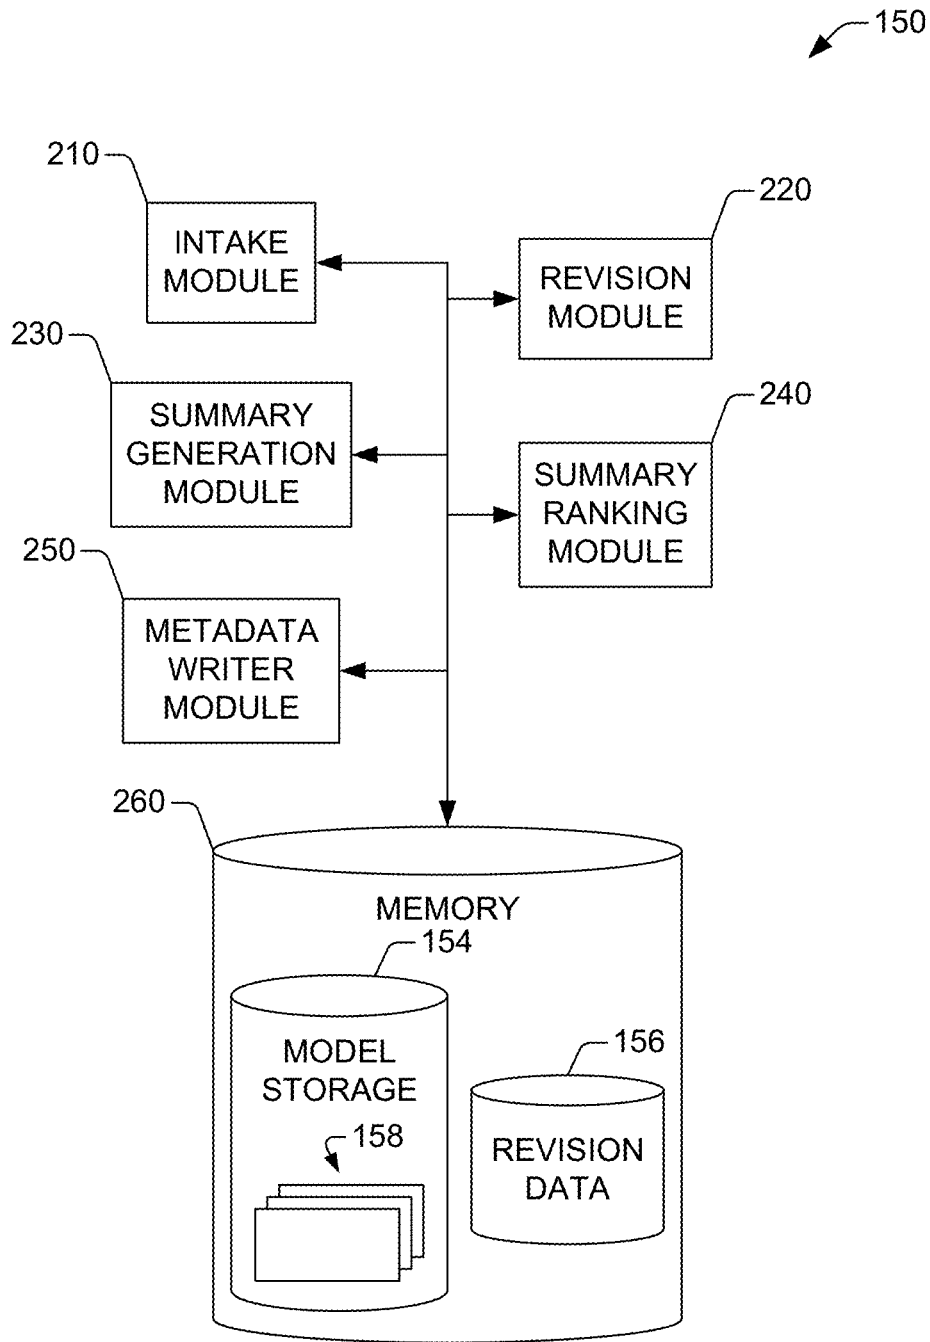 150
210
INTAKE
MODULE
220
REVISION
MODULE
230
SUMMARY
GENERATION
MODULE
240
SUMMARY
RANKING
MODULE
250
METADATA
WRITER
MODULE
260
MEMORY
154
MODEL
STORAGE
158
156
REVISION
DATA